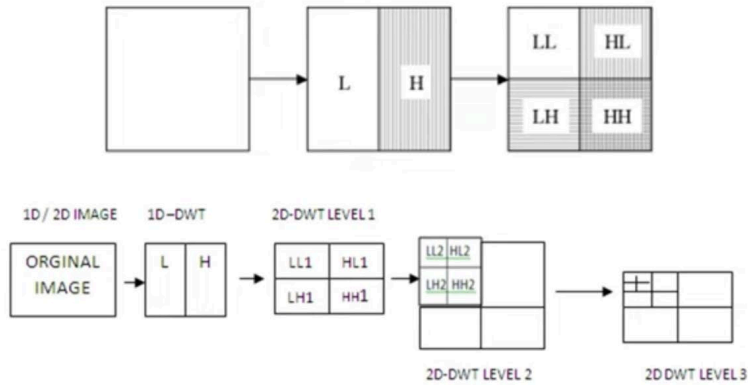 LL HL
L H
LH HH
1D / 2D IMAGE 1D–DWT 2D-DWT LEVEL 1
ORGINAL
IMAGE
L H
LL1 HL1
LH1 HH1
LL2 HL2
LH2 HH2
2D-DWT LEVEL 2 2D DWT LEVEL 3